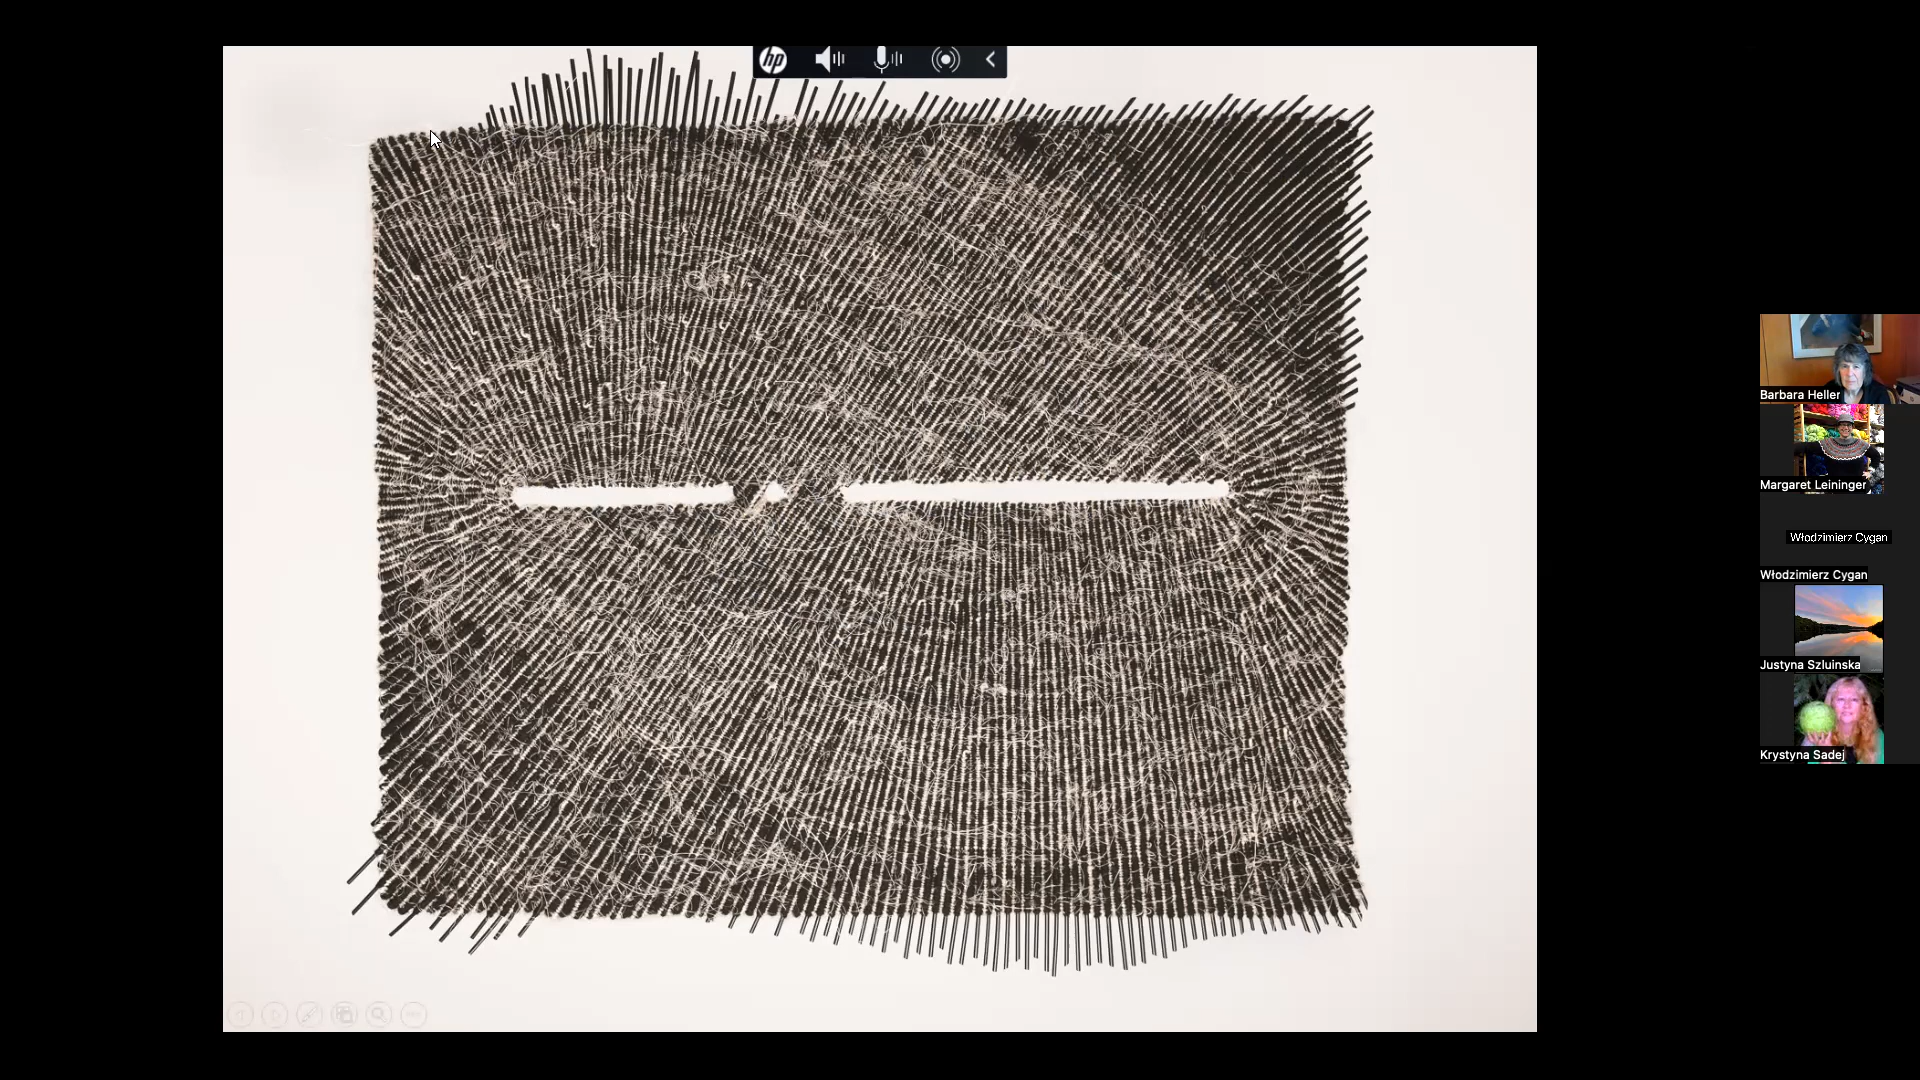 hp
Barbara Heller
Margaret Leininger
Włodzimierz Cygan
Włodzimierz Cygan
Justyna Szluinska
Krystyna Sadej